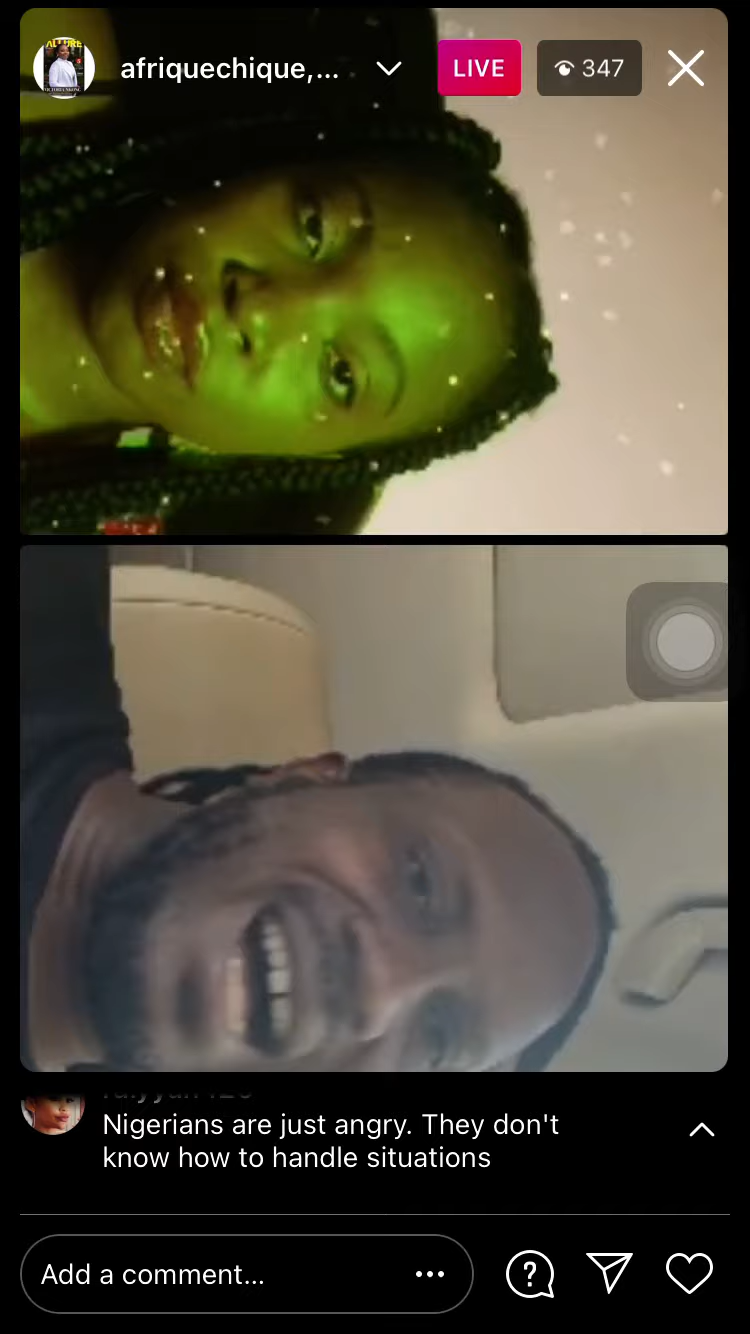 afriquechique,...
LIVE
347
Nigerians are just angry. They don't
know how to handle situations
Add a comment...